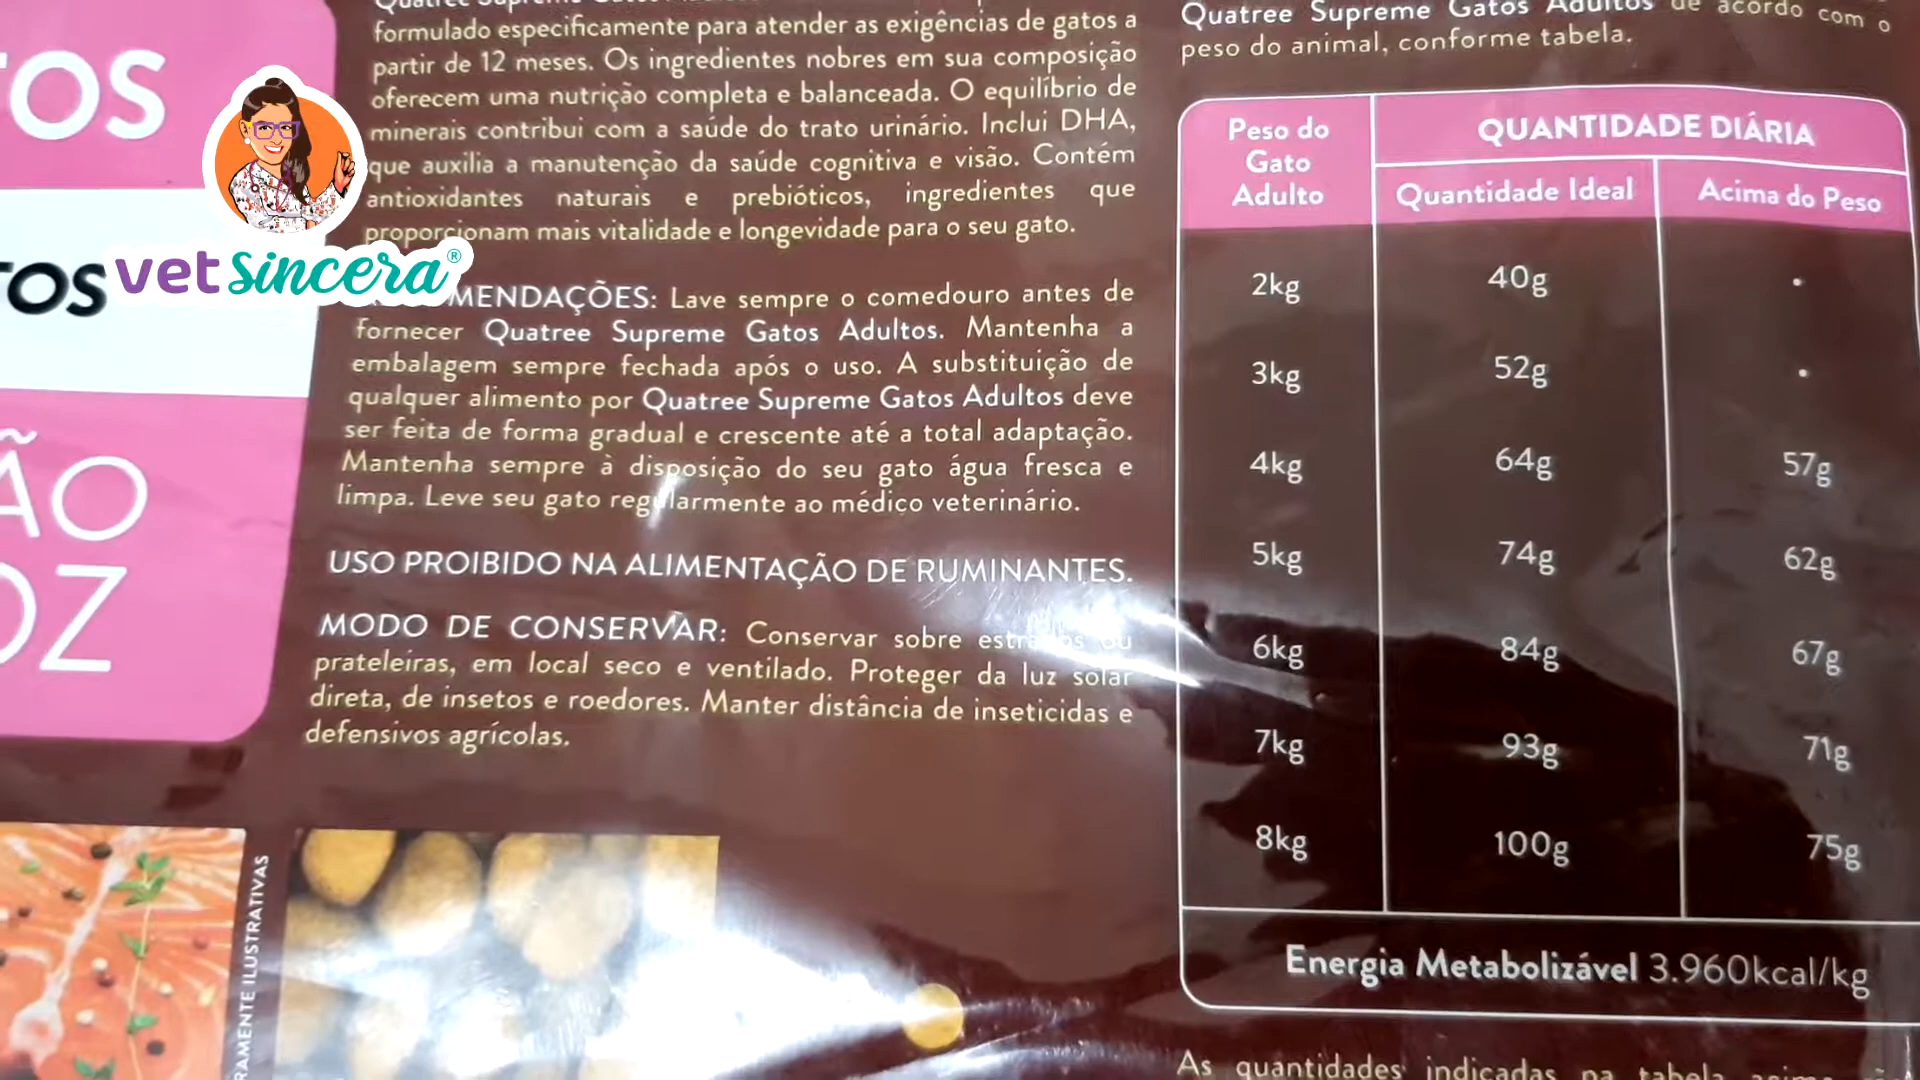 TOS
TOS
ÃO
OZ
vet sincera®
Quatree Supreme Gatos
formulado especificamente para atender as exigências de gatos a
partir de 12 meses. Os ingredientes nobres em sua composição
oferecem uma nutrição completa e balanceada. O equilíbrio de
minerais contribui com a saúde do trato urinário. Inclui DHA,
que auxilia a manutenção da saúde cognitiva e visão. Contém
antioxidantes naturais e prebióticos, ingredientes que
proporcionam mais vitalidade e longevidade para o seu gato.
MENDAÇÕES: Lave sempre o comedouro antes de
fornecer Quatree Supreme Gatos Adultos. Mantenha a
embalagem sempre fechada após o uso. A substituição de
qualquer alimento por Quatree Supreme Gatos Adultos deve
ser feita de forma gradual e crescente até a total adaptação.
Mantenha sempre à disposição do seu gato água fresca e
limpa. Leve seu gato regularmente ao médico veterinário.
USO PROIBIDO NA ALIMENTAÇÃO DE RUMINANTES.
MODO DE CONSERVAR: Conservar sobre estrados ou
prateleiras, em local seco e ventilado. Proteger da luz solar
direta, de insetos e roedores. Manter distância de inseticidas e
defensivos agrícolas.
RAMENTE ILUSTRATIVAS
Quatree Supreme Gatos Adultos de acordo com o
peso do animal, conforme tabela.
Peso do
Gato
Adulto
QUANTIDADE DIÁRIA
Quantidade Ideal Acima do Peso
2kg 40g .
3kg 52g .
4kg 64g 57g
5kg 74g 62g
6kg 84g 67g
7kg 93g 71g
8kg 100g 75g
Energia Metabolizável 3.960kcal/kg
As quantidades indicadas na tabela